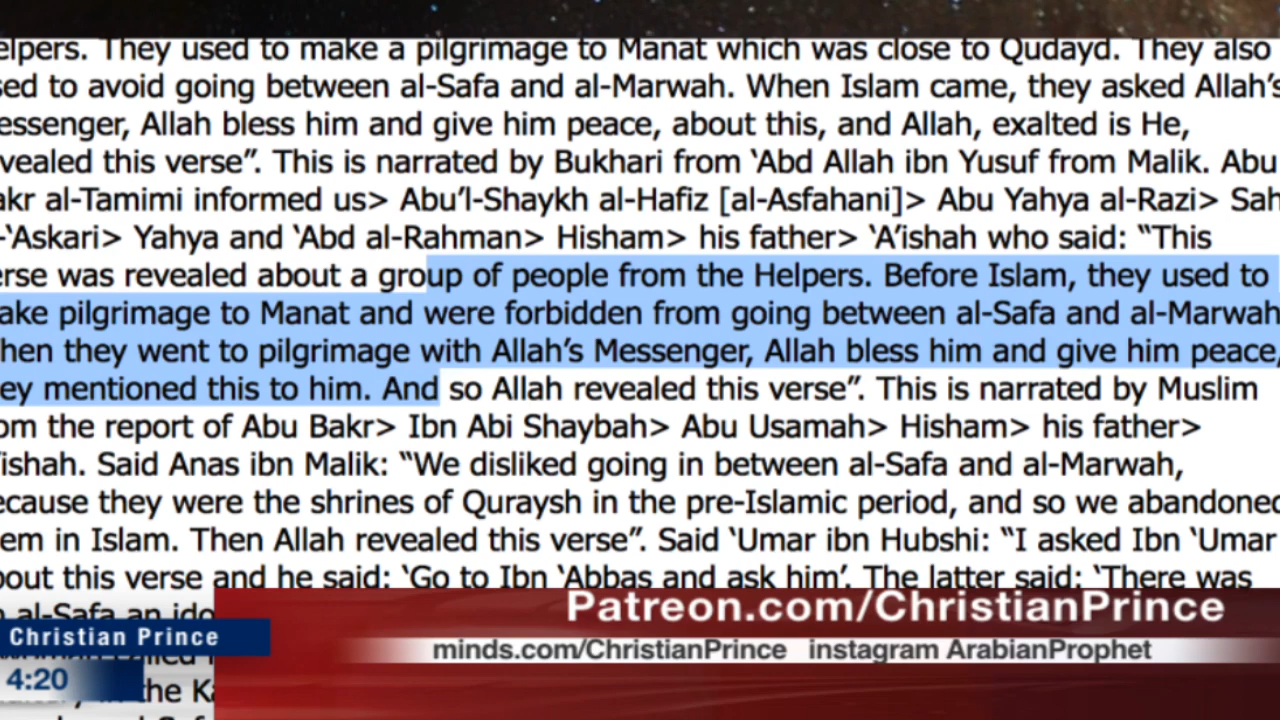 elpers. They used to make a pilgrimage to Manat which was close to Qudayd. They also
sed to avoid going between al-Safa and al-Marwah. When Islam came, they asked Allah's
essenger, Allah bless him and give him peace, about this, and Allah, exalted is He,
vealed this verse”. This is narrated by Bukhari from ‘Abd Allah ibn Yusuf from Malik. Abu
akr al-Tamimi informed us> Abu’l-Shaykh al-Hafiz [al-Asfahani]> Abu Yahya al-Razi> Sah
-‘Askari> Yahya and ‘Abd al-Rahman> Hisham> his father> ‘A’ishah who said: “This
erse was revealed about a group of people from the Helpers. Before Islam, they used to
ake pilgrimage to Manat and were forbidden from going between al-Safa and al-Marwah
hen they went to pilgrimage with Allah’s Messenger, Allah bless him and give him peace,
ey mentioned this to him. And so Allah revealed this verse”. This is narrated by Muslim
om the report of Abu Bakr> Ibn Abi Shaybah> Abu Usamah> Hisham> his father>
’ishah. Said Anas ibn Malik: “We disliked going in between al-Safa and al-Marwah,
ecause they were the shrines of Quraysh in the pre-Islamic period, and so we abandoned
em in Islam. Then Allah revealed this verse”. Said ‘Umar ibn Hubshi: “I asked Ibn ‘Umar
bout this verse and he said: ‘Go to Ibn ‘Abbas and ask him’. The latter said: ‘There was
al-Safa an ido
the Ka
Patreon.com/ChristianPrince
Christian Prince
minds.com/ChristianPrince instagram ArabianProphet
4:20